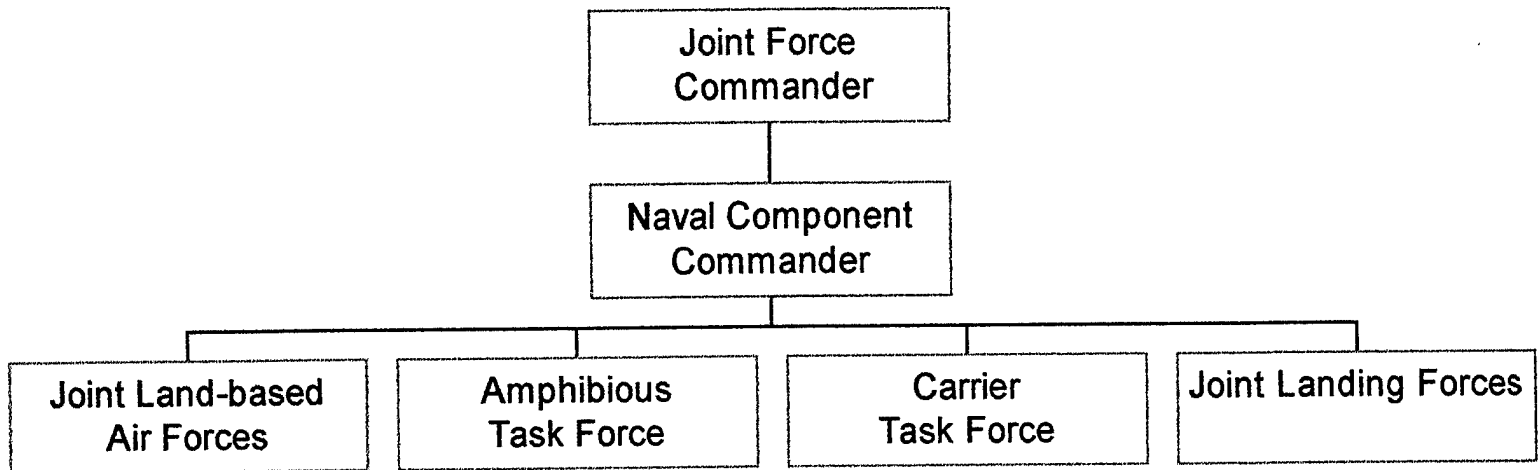 Joint Force
Commander
Naval Component
Commander
Joint Land-based
Air Forces
Amphibious
Task Force
Carrier
Task Force
Joint Landing Forces